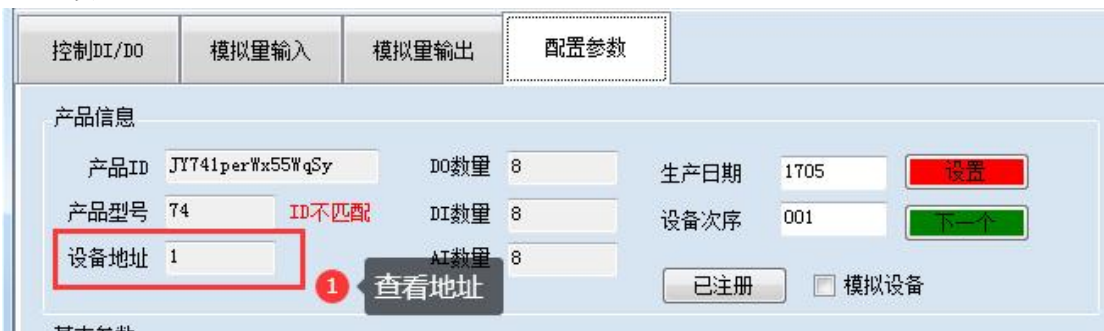 控制DI/DO 模拟量输入 模拟量输出 配置参数
产品信息
产品ID JY741perWx55WqSy DO数量 8 生产日期 1705 设置
产品型号 74 ID不匹配 DI数量 8 设备次序 001 下一个
设备地址 1 AI数量 8
1 查看地址 已注册 模拟设备
基本参数